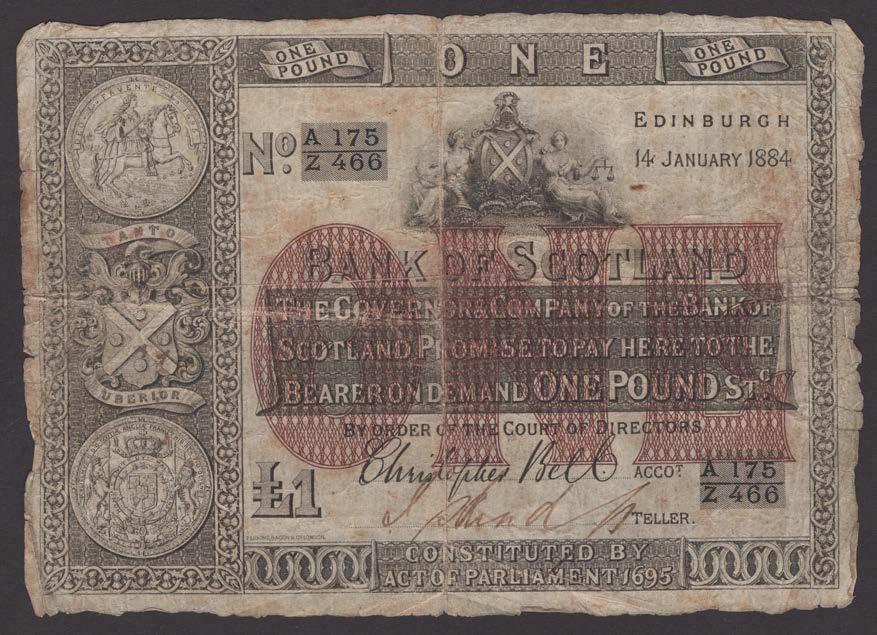 ONE POUND
ONE
ONE POUND
EDINBURGH
14 JANUARY 1884
No. A 175
Z 466
TANTO
UBERIOR
ONE
BANK OF SCOTLAND
THE GOVERNOR & COMPANY OF THE BANK OF
SCOTLAND PROMISE TO PAY HERE TO THE
BEARER ON DEMAND ONE POUND STG.
BY ORDER OF THE COURT OF DIRECTORS
Christopher Bell ACCOT.
A 175
Z 466
£1
TELLER.
CONSTITUTED BY
ACT OF PARLIAMENT 1695